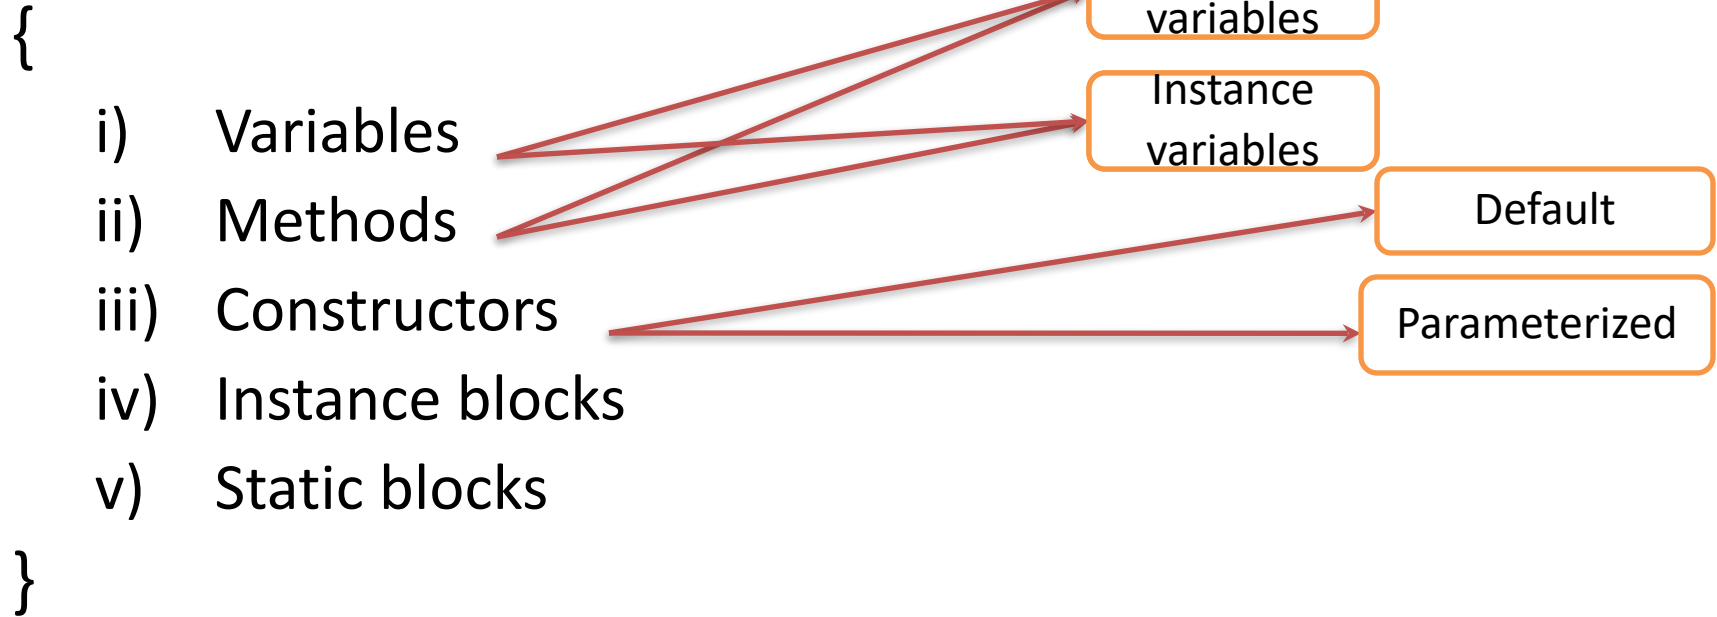 {
variables
Instance
variables
i) Variables
ii) Methods
Default
iii) Constructors
Parameterized
iv) Instance blocks
v) Static blocks
}